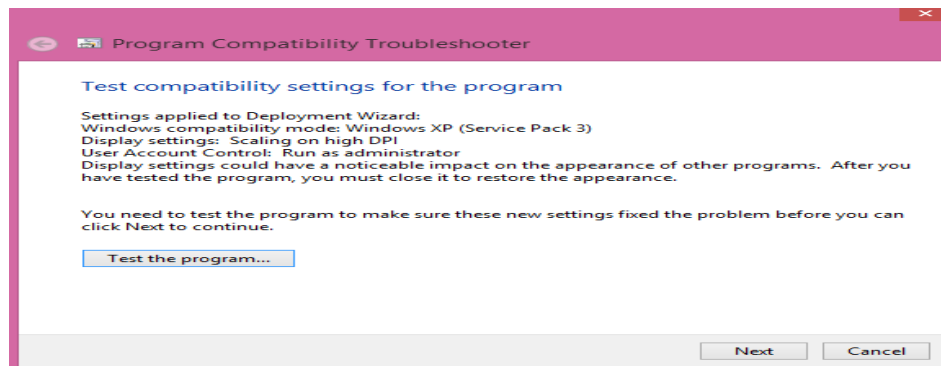 Program Compatibility Troubleshooter
Test compatibility settings for the program
Settings applied to Deployment Wizard:
Windows compatibility mode: Windows XP (Service Pack 3)
Display settings:  Scaling on high DPI
User Account Control:  Run as administrator
Display settings could have a noticeable impact on the appearance of other programs.  After you
have tested the program, you must close it to restore the appearance.
You need to test the program to make sure these new settings fixed the problem before you can
click Next to continue.
Test the program...
Next
Cancel